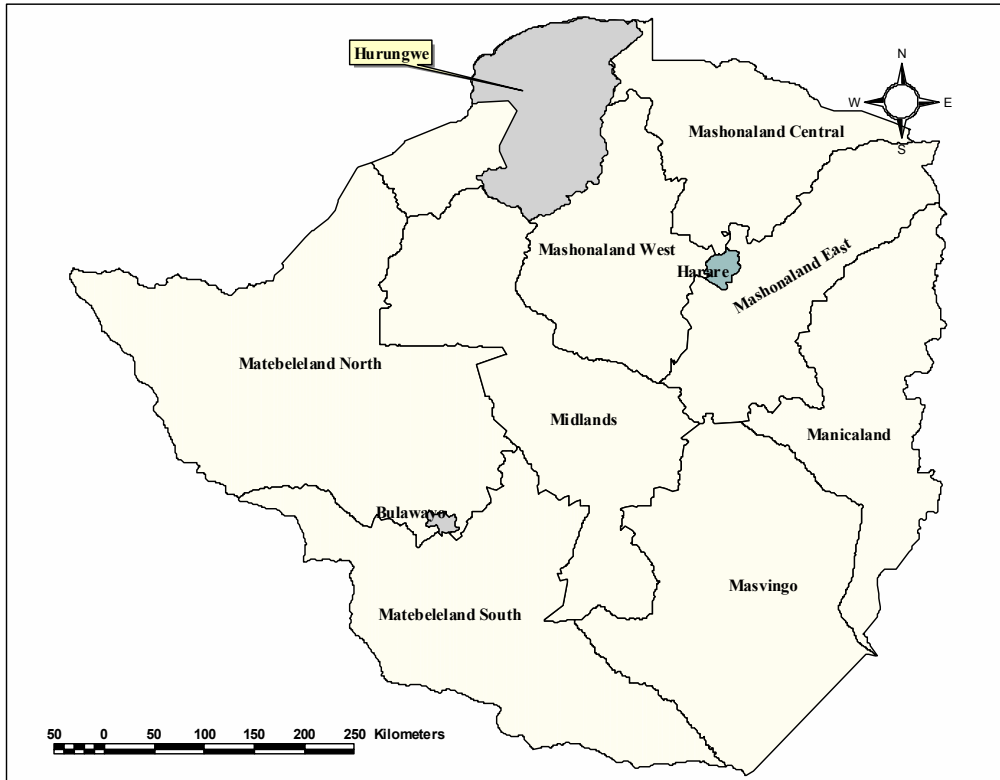 Hurungwe
N
W E
S
Mashonaland Central
Mashonaland West
Harare
Mashonaland East
Matebeleland North
Midlands
Manicaland
Bulawayo
Masvingo
Matebeleland South
50 0 50 100 150 200 250 Kilometers